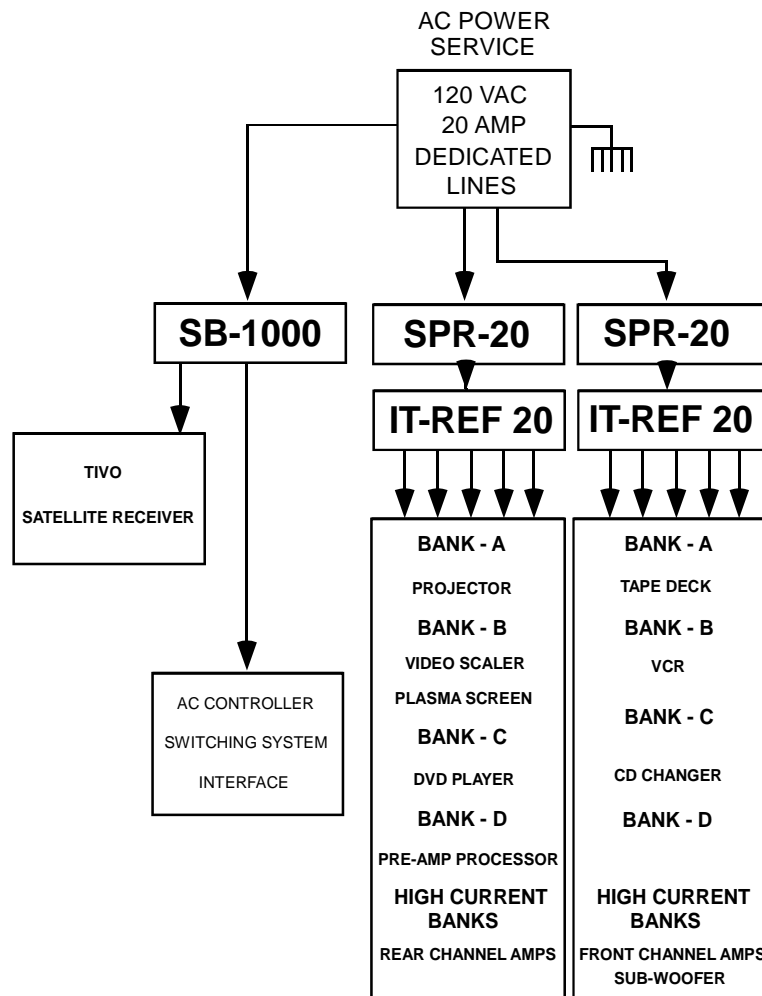 AC POWER
SERVICE
120 VAC
20 AMP
DEDICATED
LINES
SB-1000
SPR-20
SPR-20
IT-REF 20
IT-REF 20
TIVO
SATELLITE RECEIVER
AC CONTROLLER
SWITCHING SYSTEM
INTERFACE
BANK - A
PROJECTOR
BANK - B
VIDEO SCALER
PLASMA SCREEN
BANK - C
DVD PLAYER
BANK - D
PRE-AMP PROCESSOR
HIGH CURRENT
BANKS
REAR CHANNEL AMPS
BANK - A
TAPE DECK
BANK - B
VCR
BANK - C
CD CHANGER
BANK - D
HIGH CURRENT
BANKS
FRONT CHANNEL AMPS
SUB-WOOFER